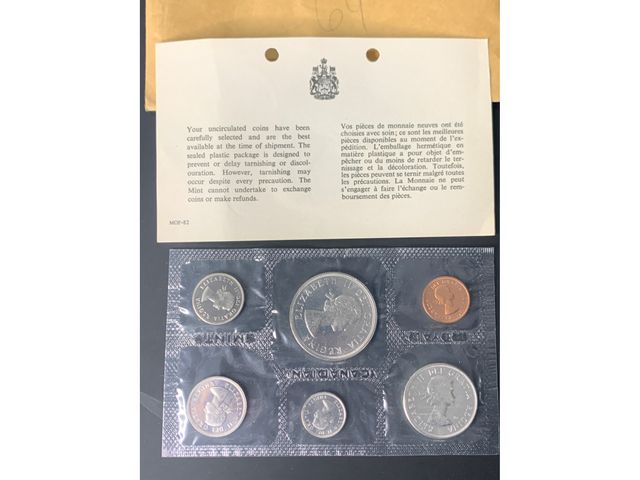 64
Your uncirculated coins have been
carefully selected and are the best
available at the time of shipment. The
sealed plastic package is designed to
prevent or delay tarnishing or discol-
ouration. However, tarnishing may
occur despite every precaution. The
Mint cannot undertake to exchange
coins or make refunds.
Vos pièces de monnaie neuves ont été
choisies avec soin; ce sont les meilleures
pièces disponibles au moment de l'ex-
pédition. L'emballage hermétique en
matière plastique a pour objet d'em-
pêcher ou du moins de retarder le ter-
nissage et la décoloration. Toutefois,
les pièces peuvent se ternir malgré toutes
les précautions. La Monnaie ne peut
s'engager à faire l'échange ou le rem-
boursement des pièces.
MOP-82
ELIZABETH II DEI GRATIA REGINA